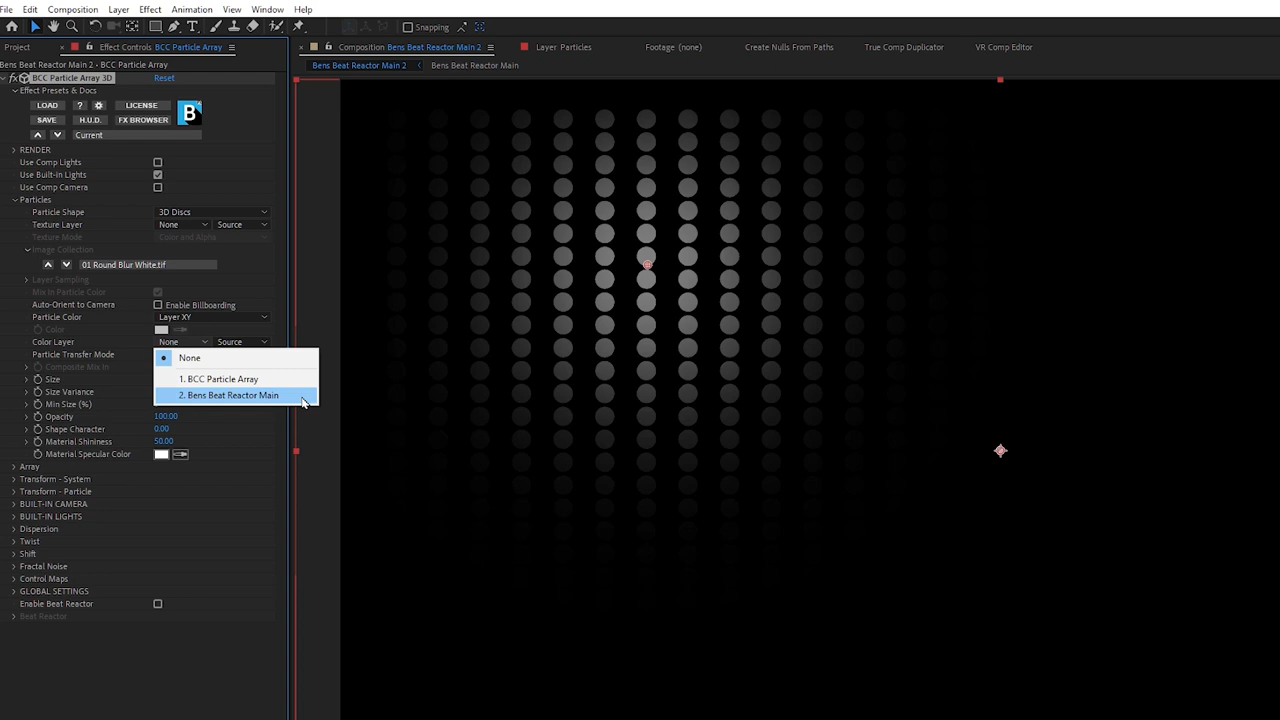 File Edit Composition Layer Effect Animation View Window Help
Snapping
Project Effect Controls BCC Particle Array Composition Bens Beat Reactor Main 2 Layer Particles Footage (none) Create Nulls From Paths True Comp Duplicator VR Comp Editor
Bens Beat Reactor Main 2 • BCC Particle Array Bens Beat Reactor Main 2 Bens Beat Reactor Main
fx BCC Particle Array 3D Reset
Effect Presets & Docs
LOAD ? LICENSE B
SAVE H.U.D. FX BROWSER
Current
RENDER
Use Comp Lights
Use Built-in Lights
Use Comp Camera
Particles
Particle Shape 3D Discs
Texture Layer None Source
Texture Mode Color and Alpha
Image Collection
01 Round Blur White.tif
Layer Sampling
Mix in Particle Color
Auto-Orient to Camera Enable Billboarding
Particle Color Layer XY
Color
Color Layer None Source
Particle Transfer Mode None
Composite Mix In
Size 1. BCC Particle Array
Size Variance 2. Bens Beat Reactor Main
Min Size (%)
Opacity 100.00
Shape Character 0.00
Material Shininess 50.00
Material Specular Color
Array
Transform - System
Transform - Particle
BUILT-IN CAMERA
BUILT-IN LIGHTS
Dispersion
Twist
Shift
Fractal Noise
Control Maps
GLOBAL SETTINGS
Enable Beat Reactor
Beat Reactor